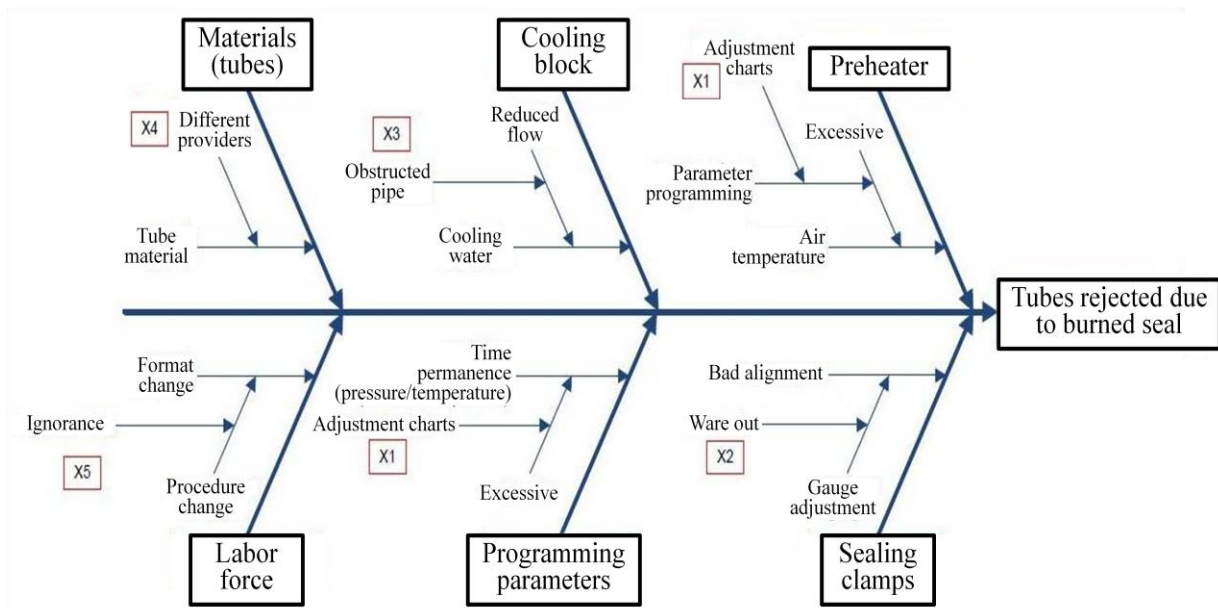 Materials
(tubes)
Cooling
block
Preheater
Adjustment
charts
X1
Excessive
Parameter
programming
Air
temperature
X4
Different
providers
Tube
material
X3
Reduced
flow
Obstructed
pipe
Cooling
water
Tubes rejected due
to burned seal
Format
change
Ignorance
X5
Procedure
change
Time
permanence
(pressure/temperature)
Adjustment charts
X1
Excessive
Bad alignment
Ware out
X2
Gauge
adjustment
Labor
force
Programming
parameters
Sealing
clamps